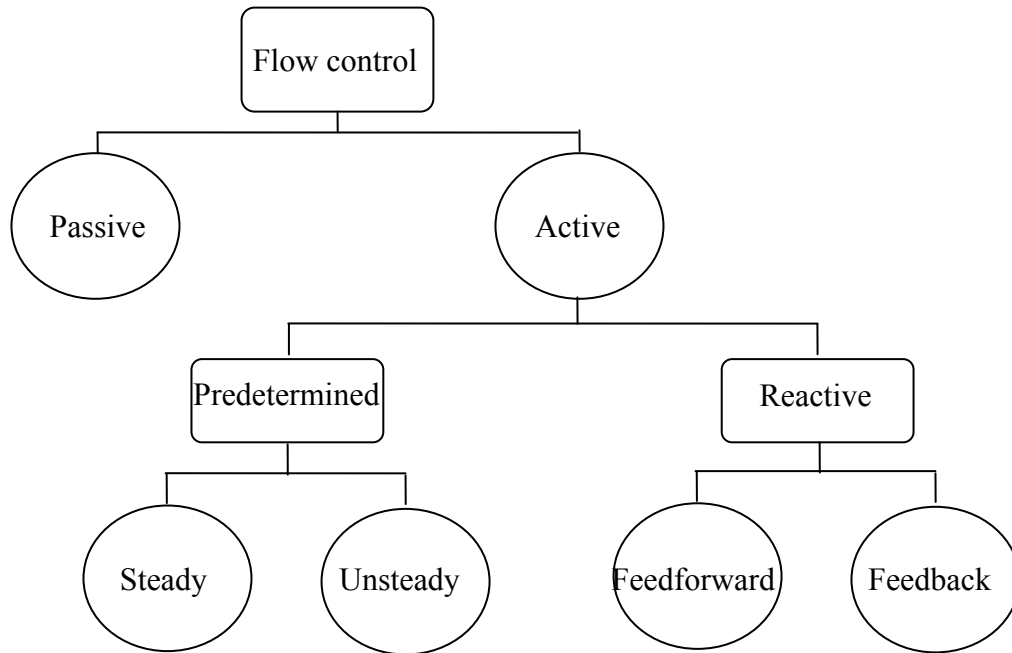 Flow control
Passive
Active
Predetermined
Reactive
Steady
Unsteady
Feedforward
Feedback